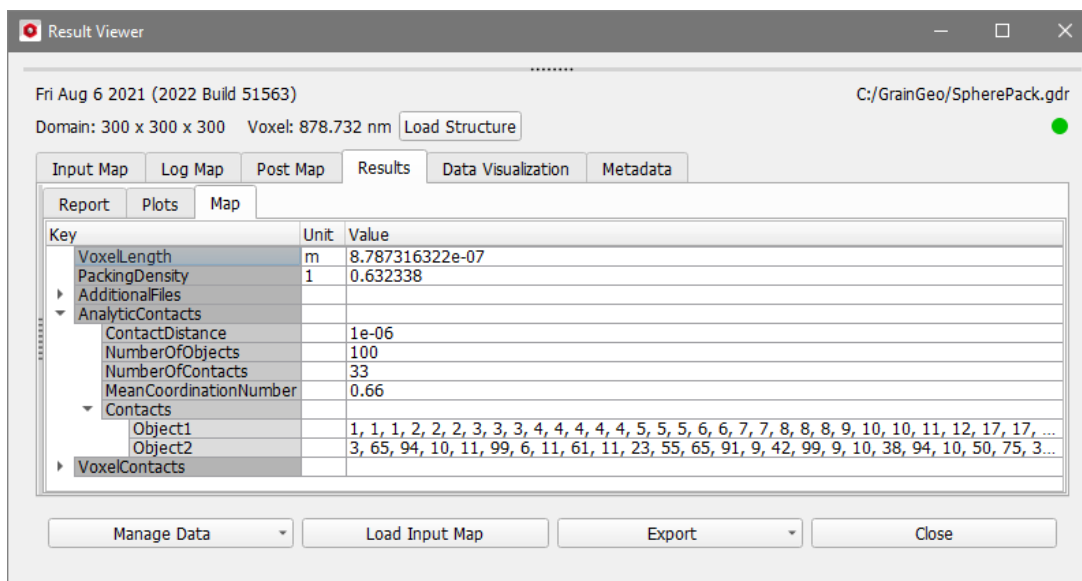 Result Viewer
Fri Aug 6 2021 (2022 Build 51563) C:/GrainGeo/SpherePack.gdr
Domain: 300 x 300 x 300 Voxel: 878.732 nm Load Structure
Input Map Log Map Post Map Results Data Visualization Metadata
Report Plots Map
Key Unit Value
VoxelLength m 8.787316322e-07
PackingDensity 1 0.632338
AdditionalFiles
AnalyticContacts
ContactDistance 1e-06
NumberOfObjects 100
NumberOfContacts 33
MeanCoordinationNumber 0.66
Contacts
Object1 1, 1, 1, 2, 2, 2, 3, 3, 3, 4, 4, 4, 4, 4, 5, 5, 5, 6, 6, 7, 7, 8, 8, 8, 9, 10, 10, 11, 12, 17, 17, ...
Object2 3, 65, 94, 10, 11, 99, 6, 11, 61, 11, 23, 55, 65, 91, 9, 42, 99, 9, 10, 38, 94, 10, 50, 75, 3...
VoxelContacts
Manage Data Load Input Map Export Close